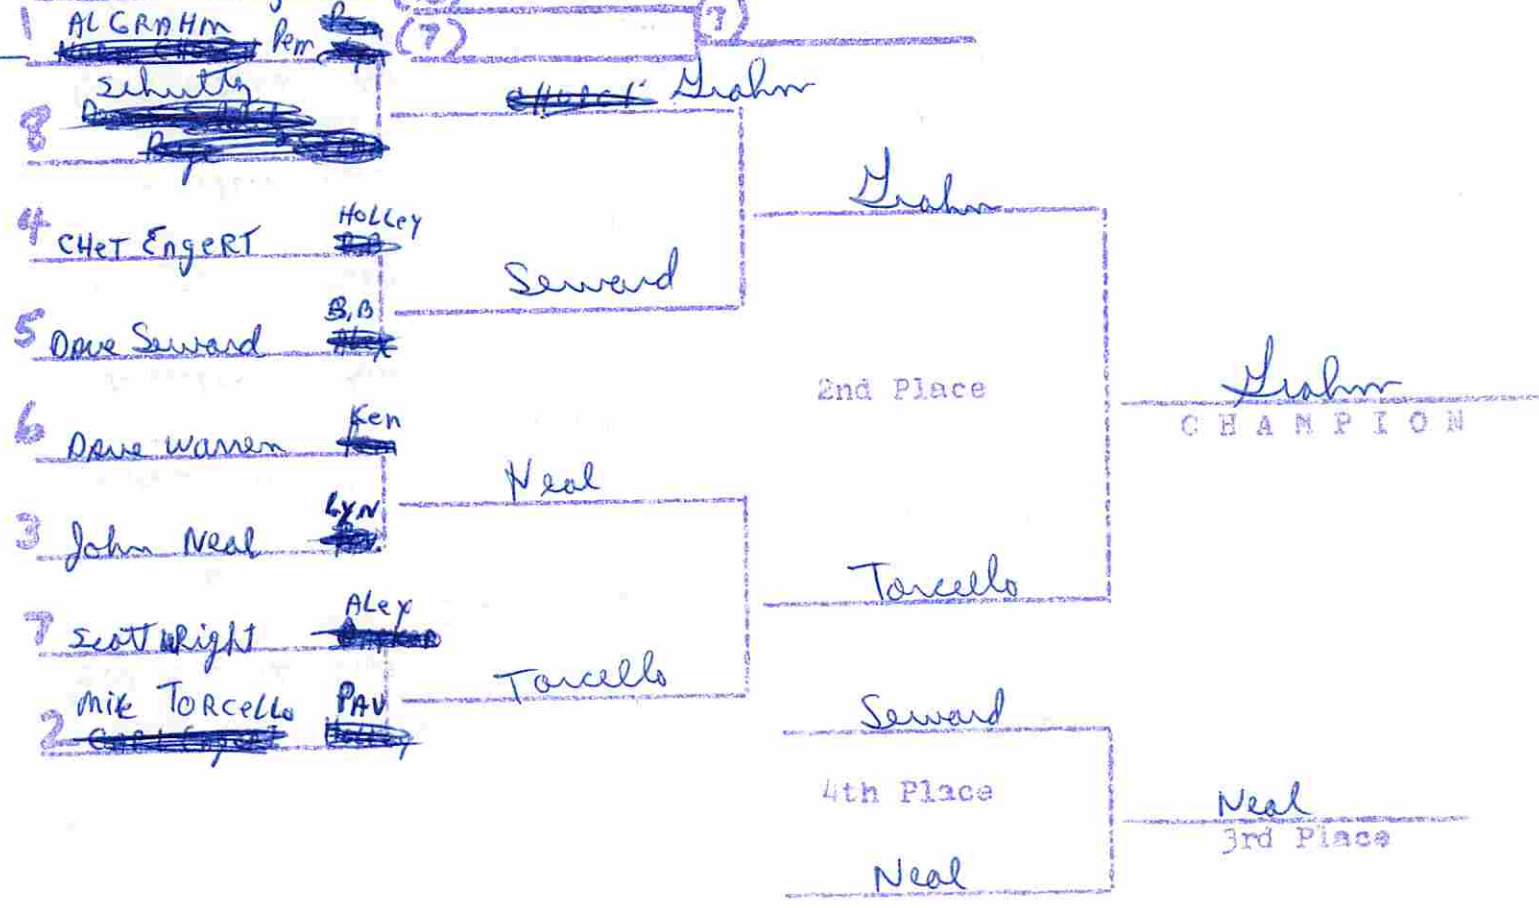 1 AL GRAHM Pem
(7) (7)
Schultz Grahm
8
Grahm
4 CHeT EngeRT HoLLey
Seward
5 Dave Seward B.B
2nd Place Grahm
CHAMPION
6 Dave Warren Ken
Neal
3 John Neal LYN
Torcello
7 Scott WRight ALex
Torcello
2 Mik TORCeLLo PAV
Seward
4th Place
Neal
3rd Place
Neal